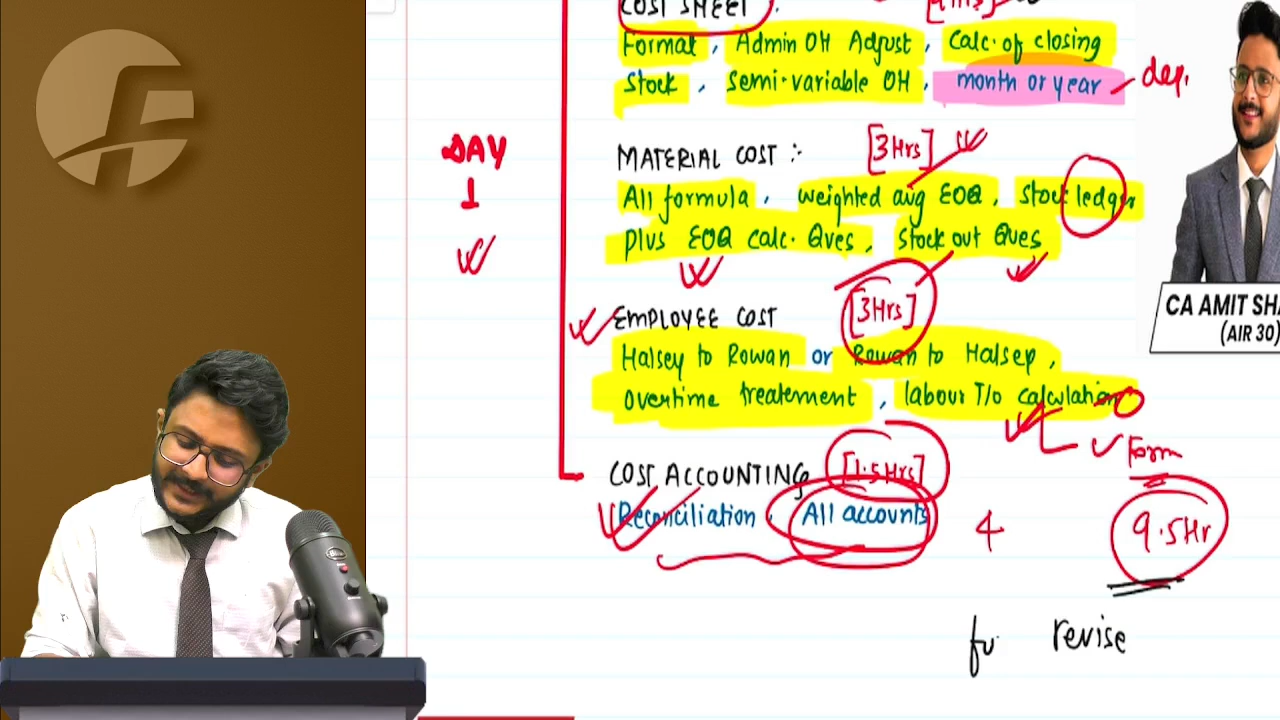 COST SHEET :
Format , Admin OH Adjust , Calc. of closing
stock , semi-variable OH , month or year
dep.
DAY
1
MATERIAL COST :- [3Hrs]
All formula , weighted avg EOQ , stock ledger
plus EOQ calc. Ques , stock out Ques
EMPLOYEE COST [3Hrs]
Halsey to Rowan or Rowan to Halsey ,
overtime treatement , labour T/o calculation
Form
COST ACCOUNTING [1.5Hrs]
Reconciliation , All accounts
4
9.5Hr
revise
CA AMIT SHA
(AIR 30)